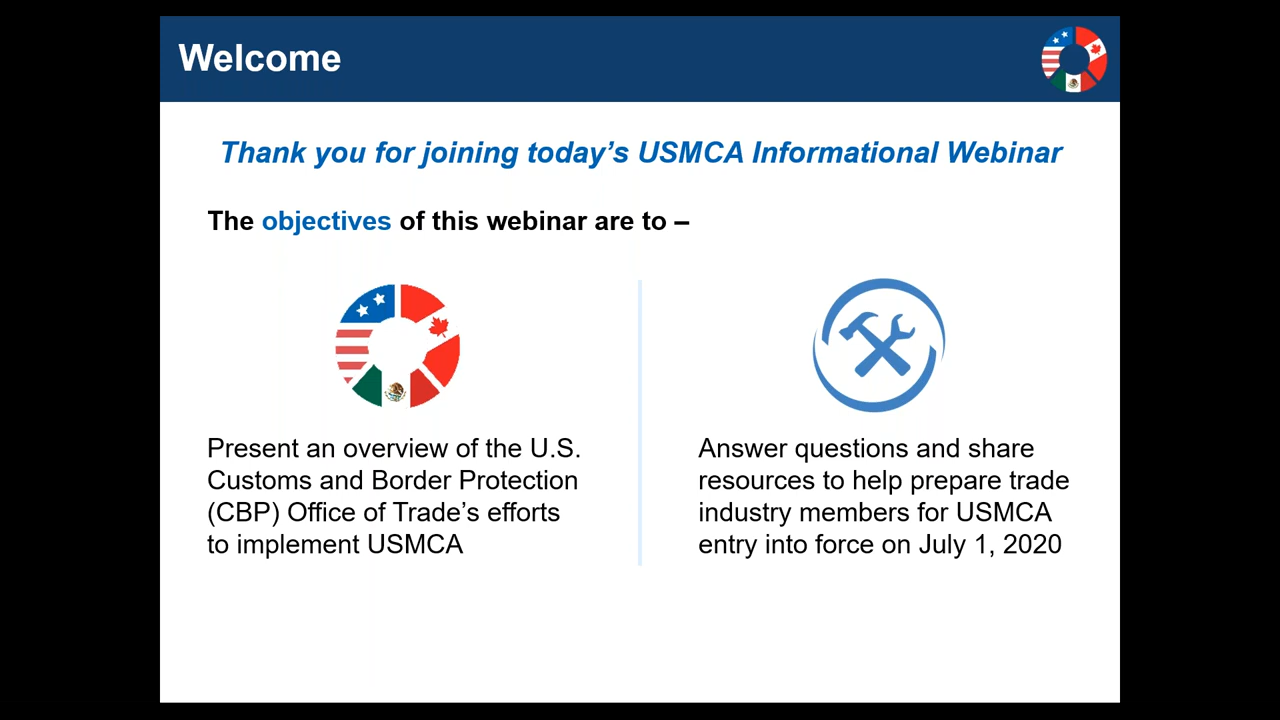 Welcome
Thank you for joining today’s USMCA Informational Webinar
The objectives of this webinar are to –
Present an overview of the U.S.
Customs and Border Protection
(CBP) Office of Trade’s efforts
to implement USMCA
Answer questions and share
resources to help prepare trade
industry members for USMCA
entry into force on July 1, 2020